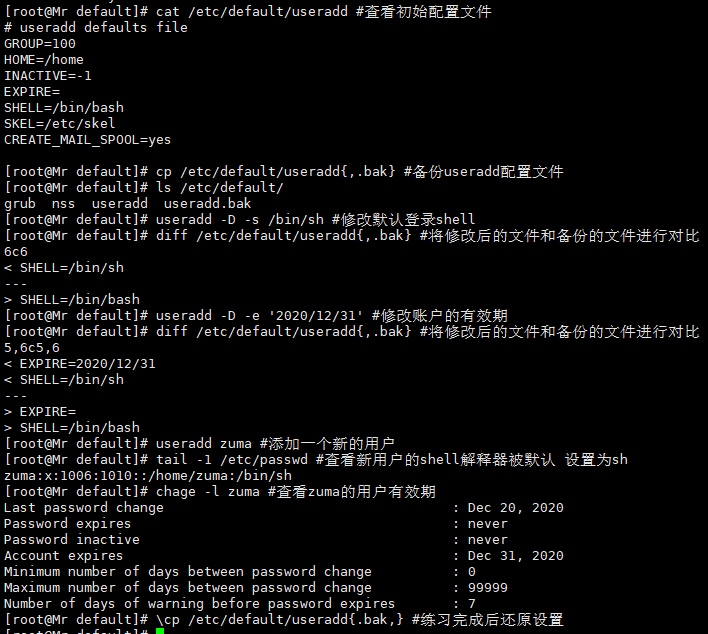 [root@Mr default]# cat /etc/default/useradd #查看初始配置文件
# useradd defaults file
GROUP=100
HOME=/home
INACTIVE=-1
EXPIRE=
SHELL=/bin/bash
SKEL=/etc/skel
CREATE_MAIL_SPOOL=yes
[root@Mr default]# cp /etc/default/useradd{,.bak} #备份useradd配置文件
[root@Mr default]# ls /etc/default/
grub  nss  useradd  useradd.bak
[root@Mr default]# useradd -D -s /bin/sh #修改默认登录shell
[root@Mr default]# diff /etc/default/useradd{,.bak} #将修改后的文件和备份的文件进行对比
6c6
< SHELL=/bin/sh
---
> SHELL=/bin/bash
[root@Mr default]# useradd -D -e '2020/12/31' #修改账户的有效期
[root@Mr default]# diff /etc/default/useradd{,.bak} #将修改后的文件和备份的文件进行对比
5,6c5,6
< EXPIRE=2020/12/31
< SHELL=/bin/sh
---
> EXPIRE=
> SHELL=/bin/bash
[root@Mr default]# useradd zuma #添加一个新的用户
[root@Mr default]# tail -1 /etc/passwd #查看新用户的shell解释器被默认 设置为sh
zuma:x:1006:1010::/home/zuma:/bin/sh
[root@Mr default]# chage -l zuma #查看zuma的用户有效期
Last password change : Dec 20, 2020
Password expires : never
Password inactive : never
Account expires : Dec 31, 2020
Minimum number of days between password change : 0
Maximum number of days between password change : 99999
Number of days of warning before password expires : 7
[root@Mr default]# \cp /etc/default/useradd{.bak,} #练习完成后还原设置
[root@Mr default]#